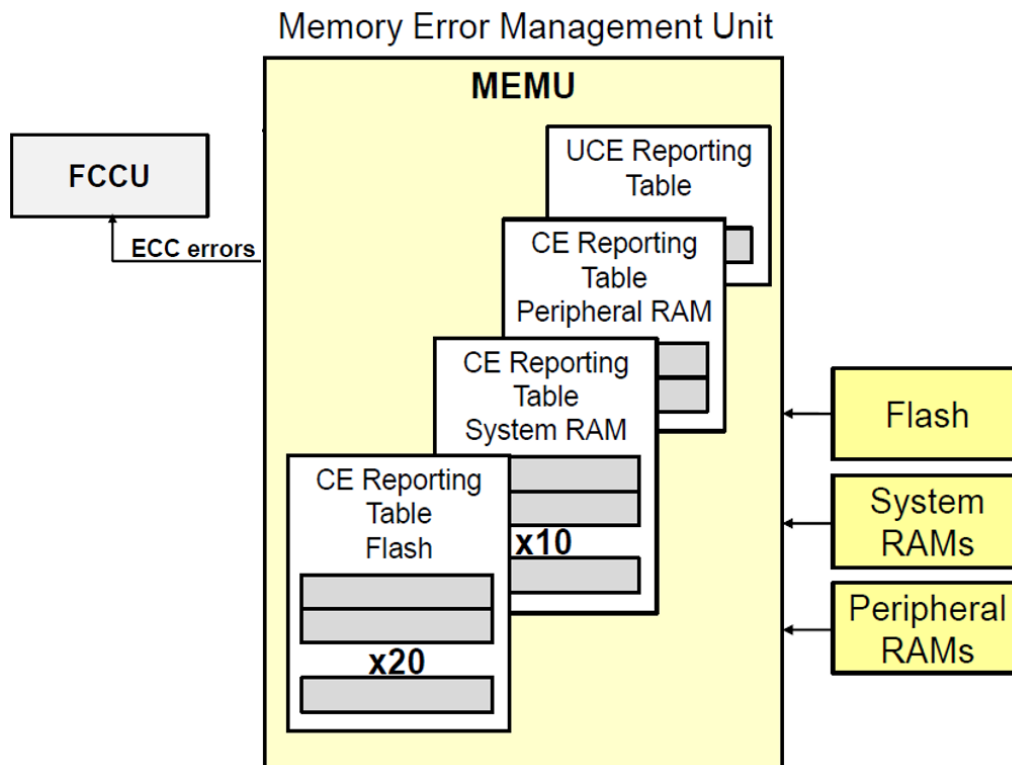 Memory Error Management Unit
MEMU
FCCU
ECC errors
UCE Reporting
Table
CE Reporting
Table
Peripheral RAM
CE Reporting
Table
System RAM
x10
CE Reporting
Table
Flash
x20
Flash
System
RAMs
Peripheral
RAMs